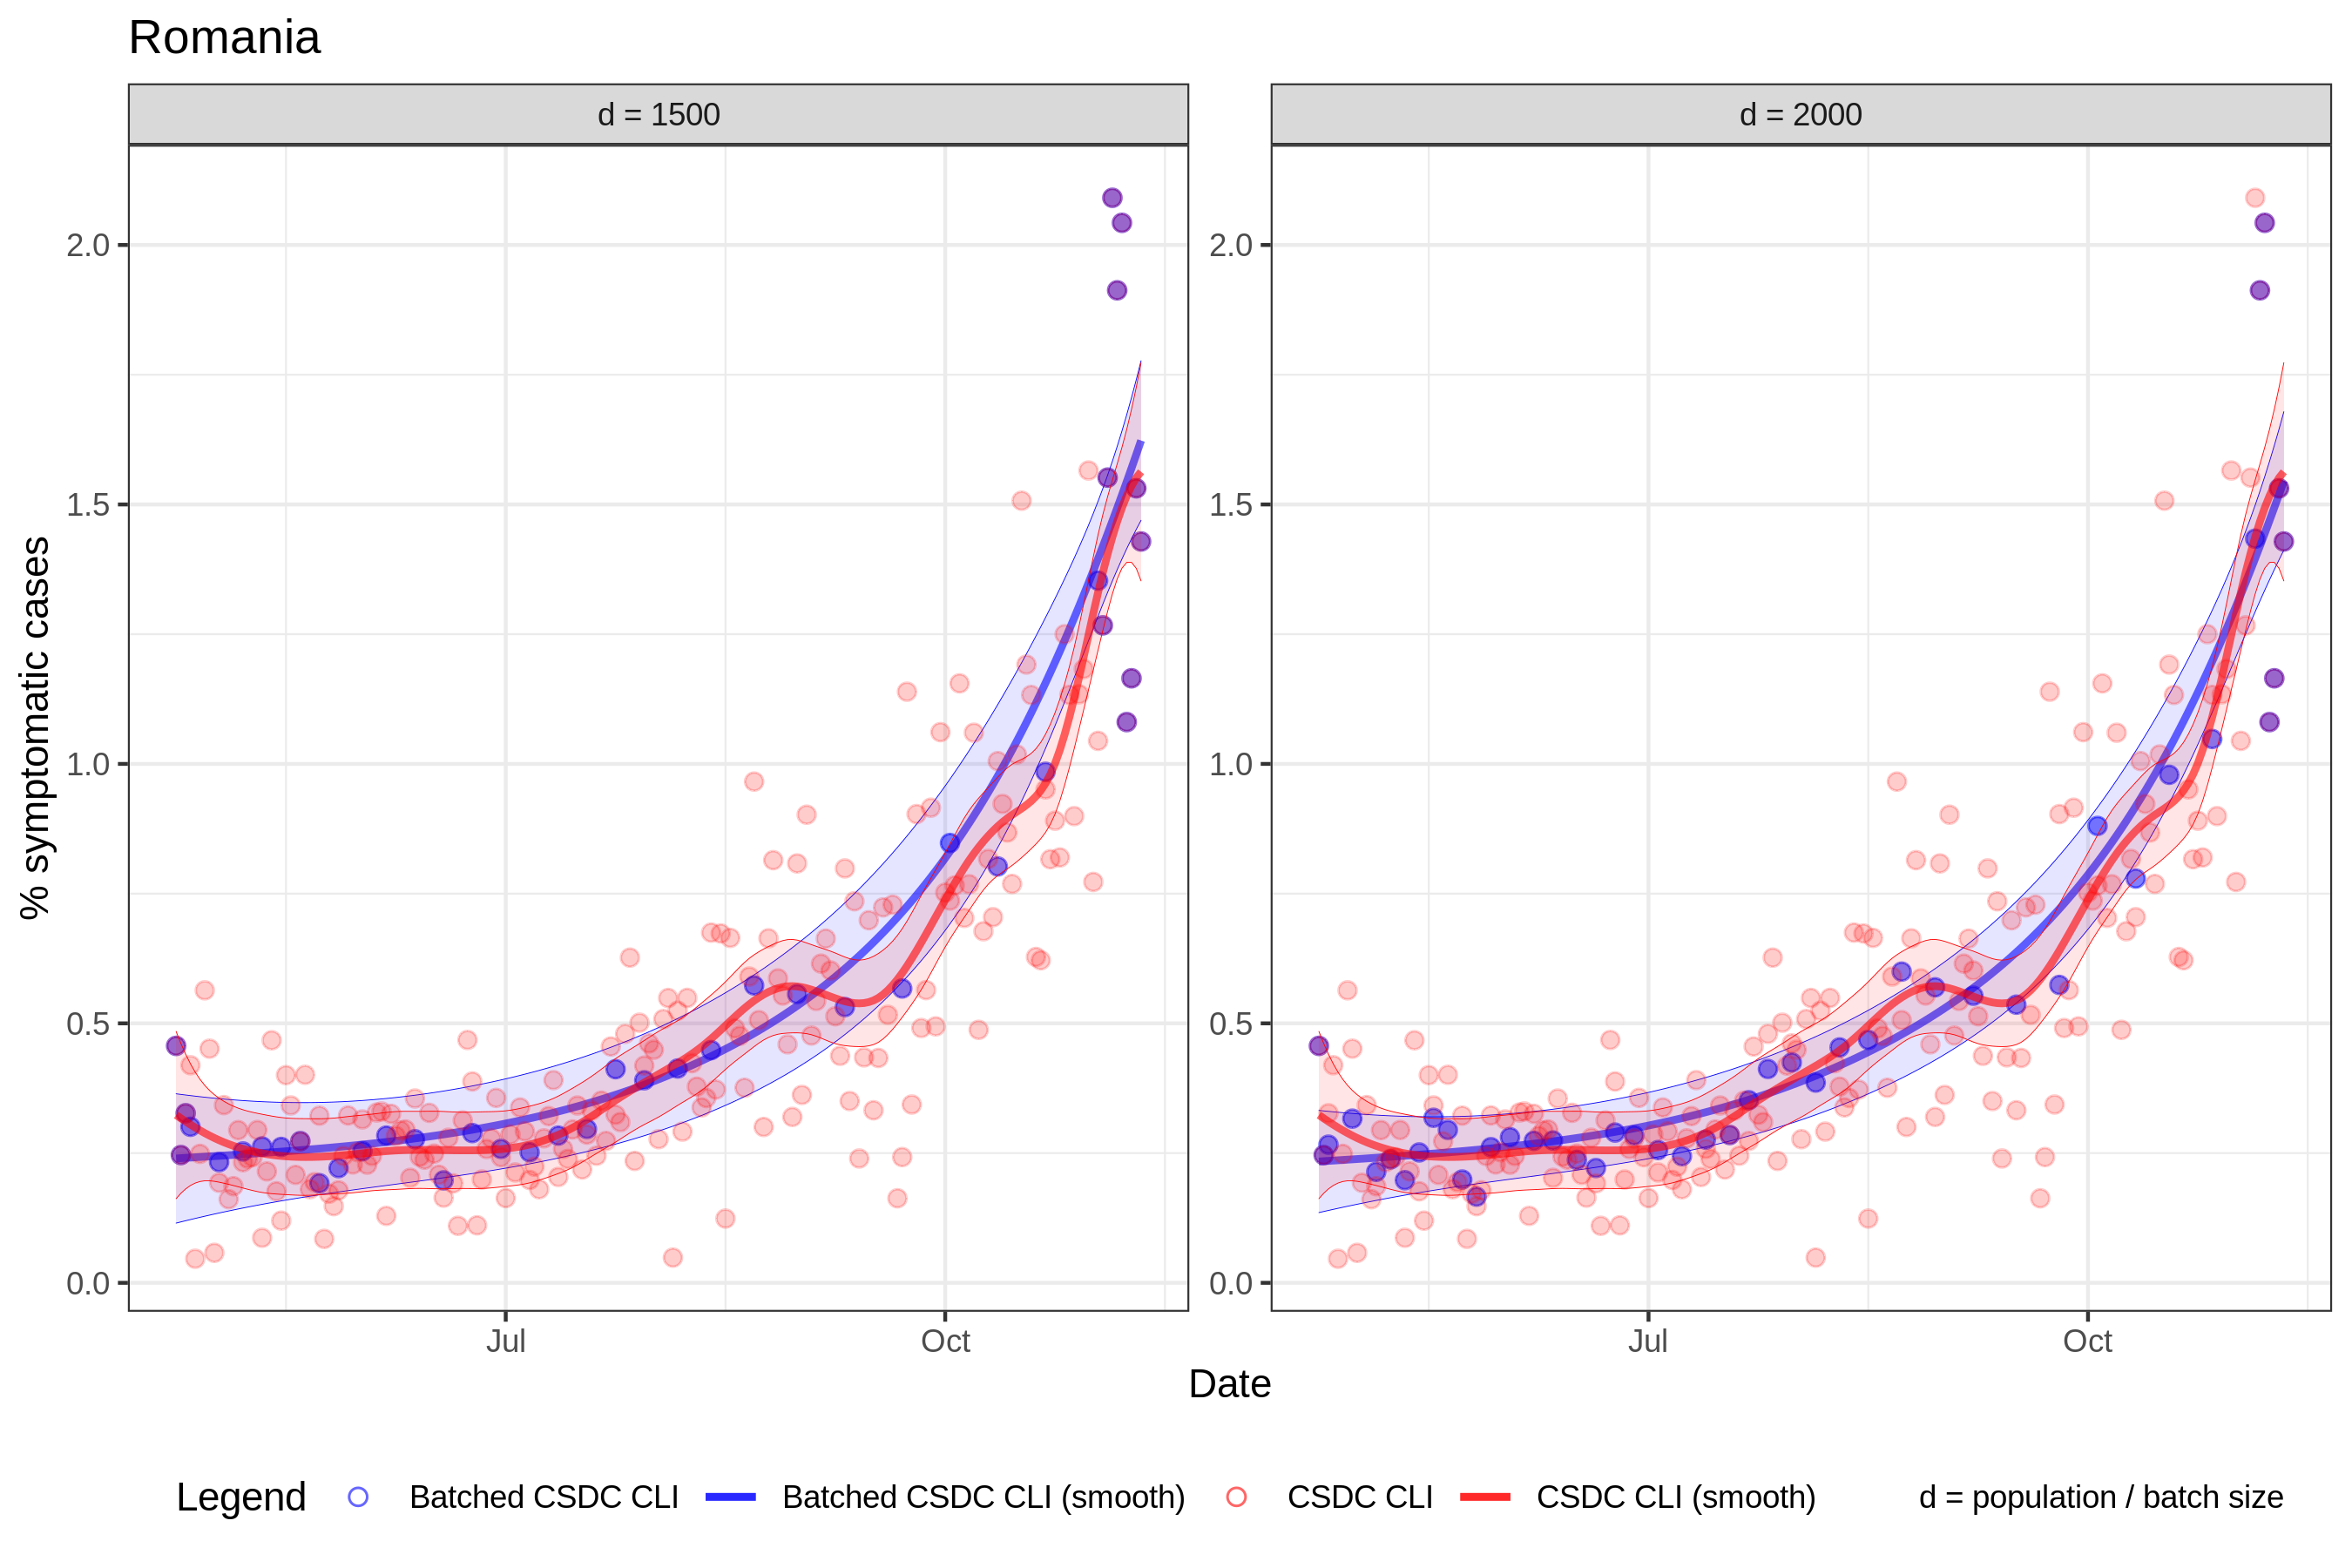 Romania
d = 1500
d = 2000
% symptomatic cases
2.0
1.5
1.0
0.5
0.0
2.0
1.5
1.0
0.5
0.0
Jul
Oct
Jul
Oct
Date
Legend
Batched CSDC CLI
Batched CSDC CLI (smooth)
CSDC CLI
CSDC CLI (smooth)
d = population / batch size